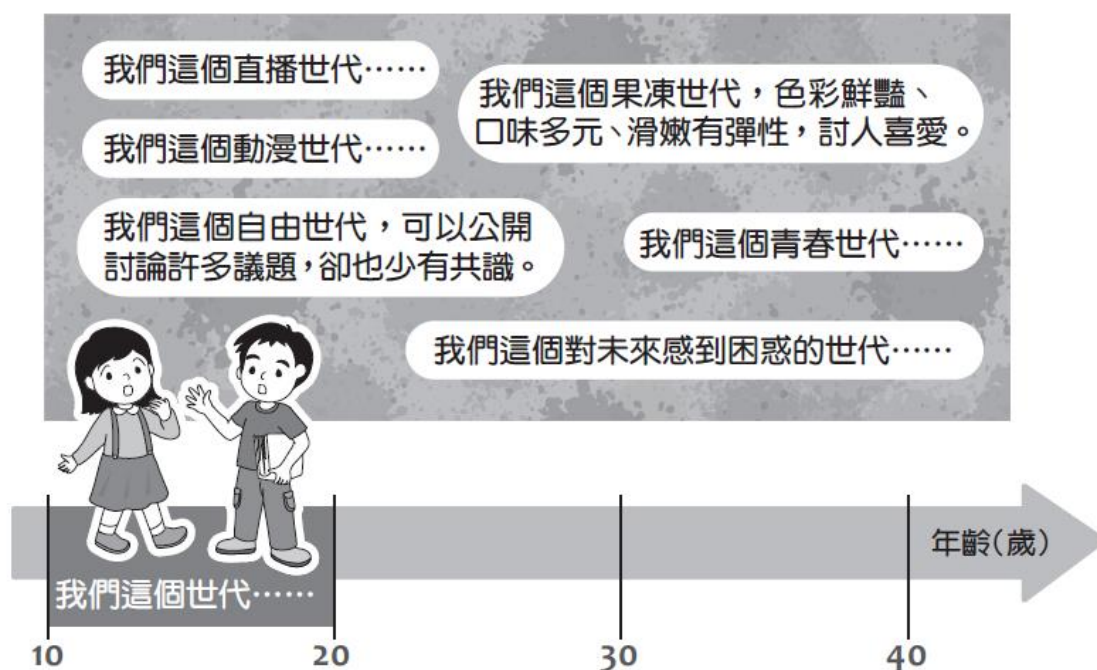 我們這個直播世代……
我們這個果凍世代，色彩鮮豔、
口味多元、滑嫩有彈性，討人喜愛。
我們這個動漫世代……
我們這個自由世代，可以公開
討論許多議題，卻也少有共識。
我們這個青春世代……
我們這個對未來感到困惑的世代……
年齡(歲)
我們這個世代……
10
20
30
40